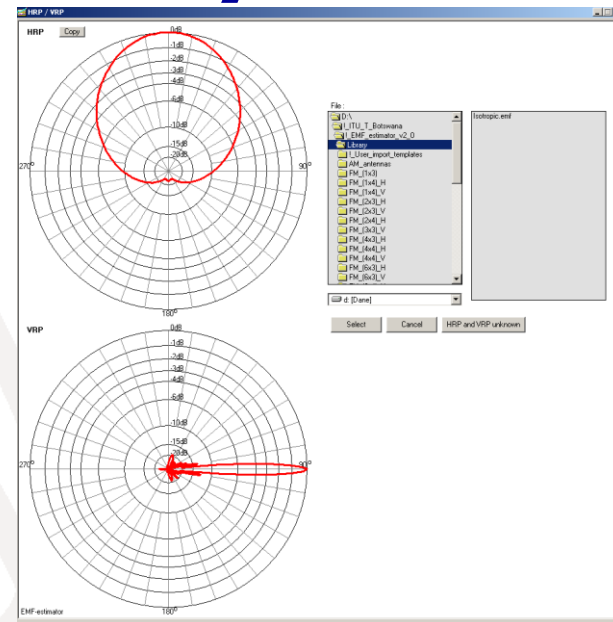 HRP / VRP
HRP
Copy
0dB
-1dB
-2dB
-3dB
-4dB
-6dB
-10dB
-15dB
-20dB
270°
90°
180°
File :
D:\
!_ITU_T_Botswana
!_EMF_estimator_v2_0
Library
!_User_import_templates
AM_antennas
FM_(1x3)
FM_(1x4)_H
FM_(1x4)_V
FM_(2x3)_H
FM_(2x3)_V
FM_(2x4)_H
FM_(3x3)_V
FM_(4x3)_H
FM_(4x4)_H
FM_(4x4)_V
FM_(6x3)_H
FM_(6x3)_V
Isotropic.emf
d: [Dane]
Select
Cancel
HRP and VRP unknown
VRP
0dB
-1dB
-2dB
-3dB
-4dB
-6dB
-10dB
-15dB
-20dB
270°
90°
180°
EMF-estimator